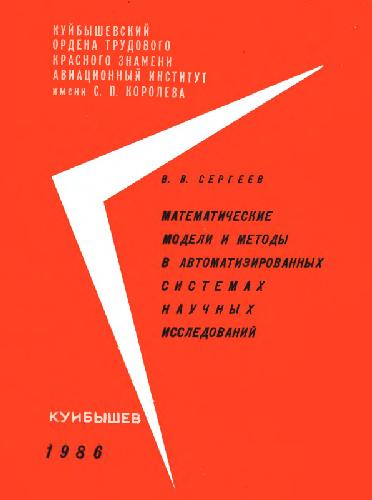 КУЙБЫШЕВСКИЙ
ОРДЕНА ТРУДОВОГО
КРАСНОГО ЗНАМЕНИ
АВИАЦИОННЫЙ ИНСТИТУТ
имени С. П. КОРОЛЕВА
В. В. СЕРГЕЕВ
МАТЕМАТИЧЕСКИЕ
МОДЕЛИ И МЕТОДЫ
В АВТОМАТИЗИРОВАННЫХ
СИСТЕМАХ
НАУЧНЫХ
ИССЛЕДОВАНИЙ
КУЙБЫШЕВ
1986